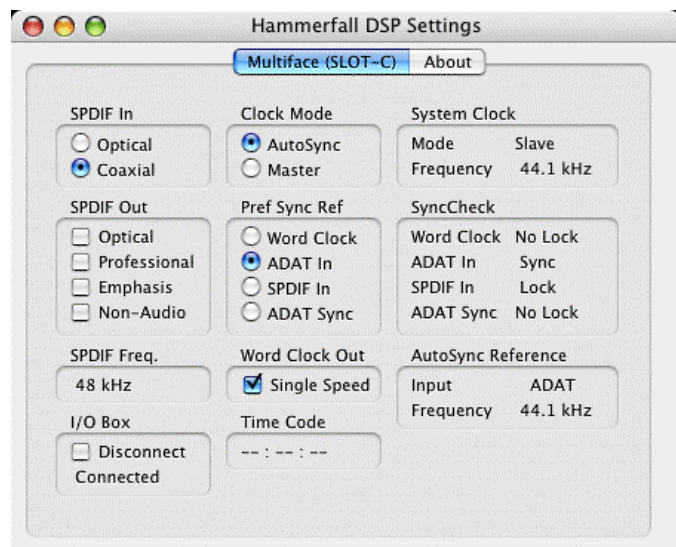 Hammerfall DSP Settings
Multiface (SLOT-C) About
SPDIF In
Optical
Coaxial
Clock Mode
AutoSync
Master
System Clock
Mode Slave
Frequency 44.1 kHz
SPDIF Out
Optical
Professional
Emphasis
Non-Audio
Pref Sync Ref
Word Clock
ADAT In
SPDIF In
ADAT Sync
SyncCheck
Word Clock No Lock
ADAT In Sync
SPDIF In Lock
ADAT Sync No Lock
SPDIF Freq.
48 kHz
Word Clock Out
Single Speed
AutoSync Reference
Input ADAT
Frequency 44.1 kHz
I/O Box
Disconnect
Connected
Time Code
-- : -- : --